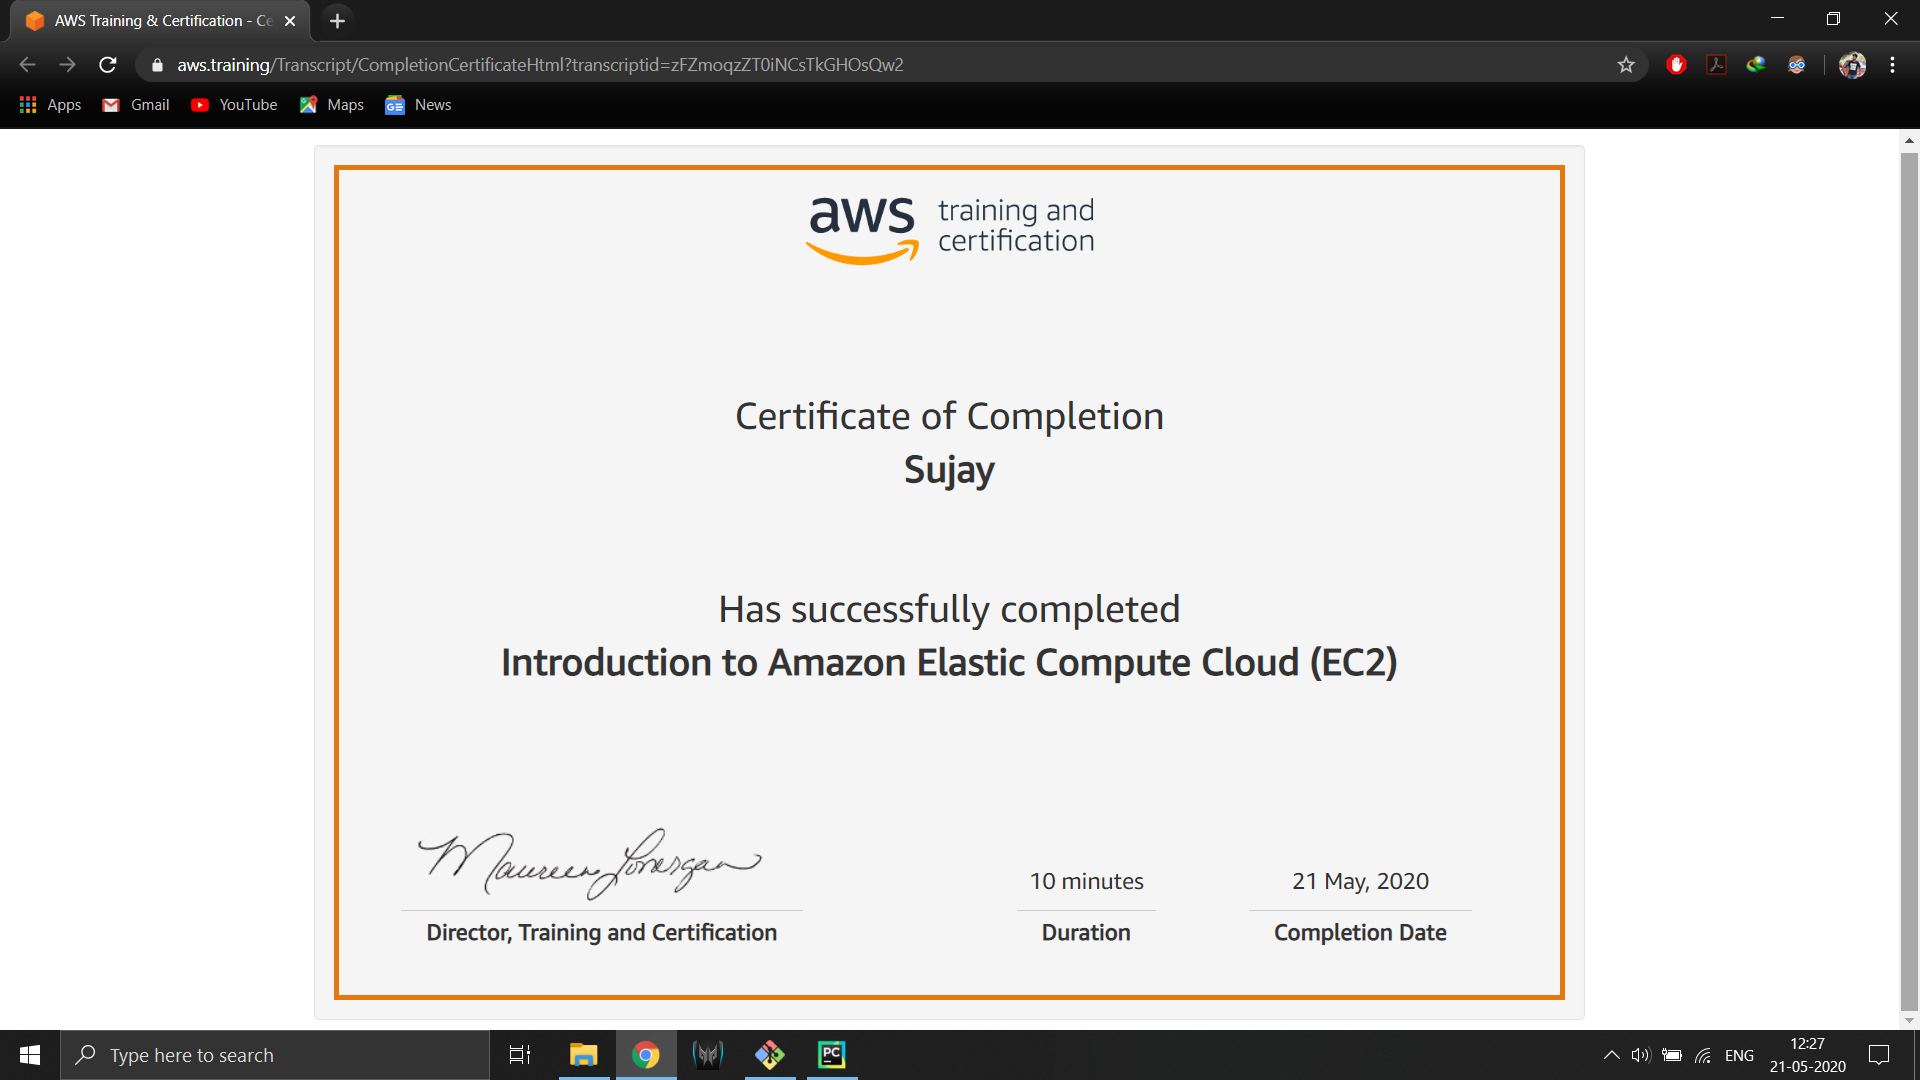 AWS Training & Certification - Ce
aws.training/Transcript/CompletionCertificateHtml?transcriptid=zFZmoqzZT0iNCsTkGHOsQw2
Apps Gmail YouTube Maps News
aws training and
certification
Certificate of Completion
Sujay
Has successfully completed
Introduction to Amazon Elastic Compute Cloud (EC2)
Maureen Lonergan
10 minutes 21 May, 2020
Director, Training and Certification Duration Completion Date
Type here to search
PC
ENG
12:27
21-05-2020